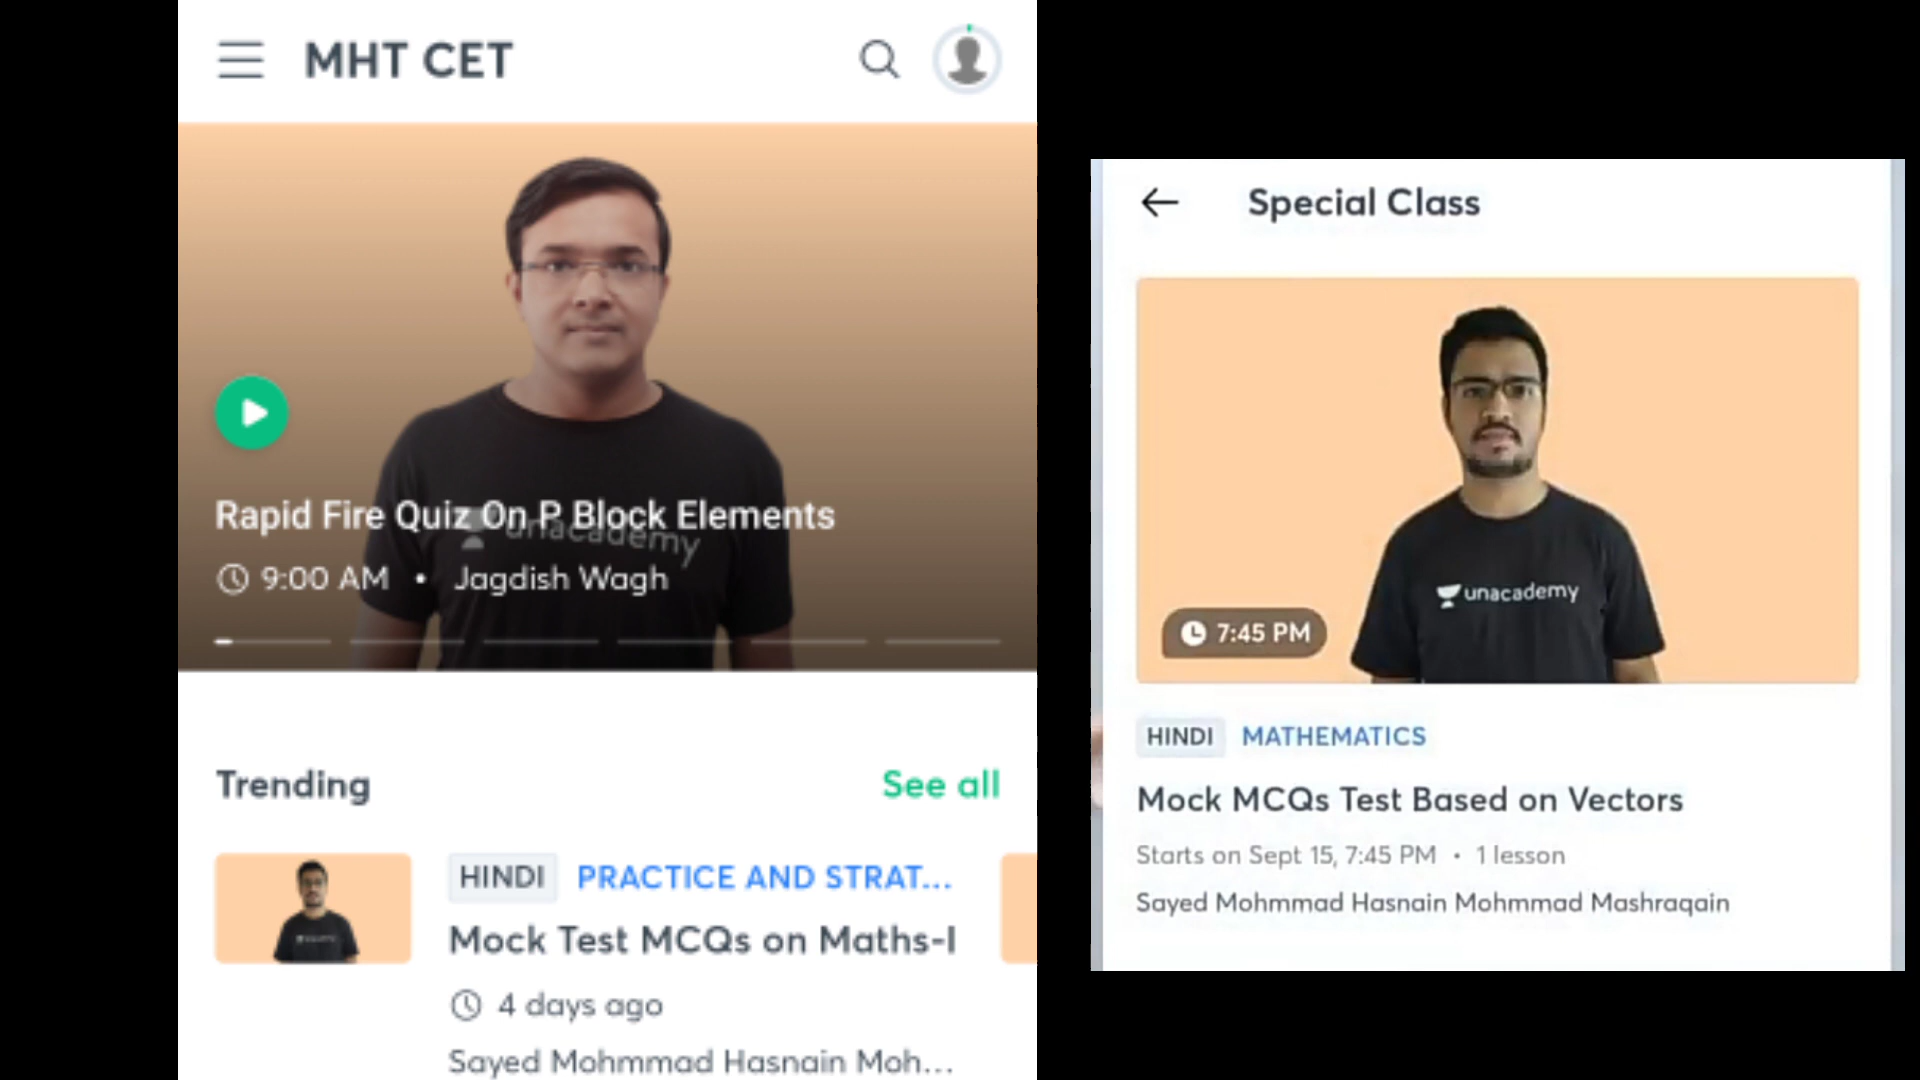 MHT CET
Rapid Fire Quiz On P Block Elements
unacademy
9:00 AM • Jagdish Wagh
Trending
See all
HINDI PRACTICE AND STRAT...
Mock Test MCQs on Maths-I
4 days ago
Sayed Mohmmad Hasnain Moh...
Special Class
unacademy
7:45 PM
HINDI MATHEMATICS
Mock MCQs Test Based on Vectors
Starts on Sept 15, 7:45 PM • 1 lesson
Sayed Mohmmad Hasnain Mohmmad Mashraqain